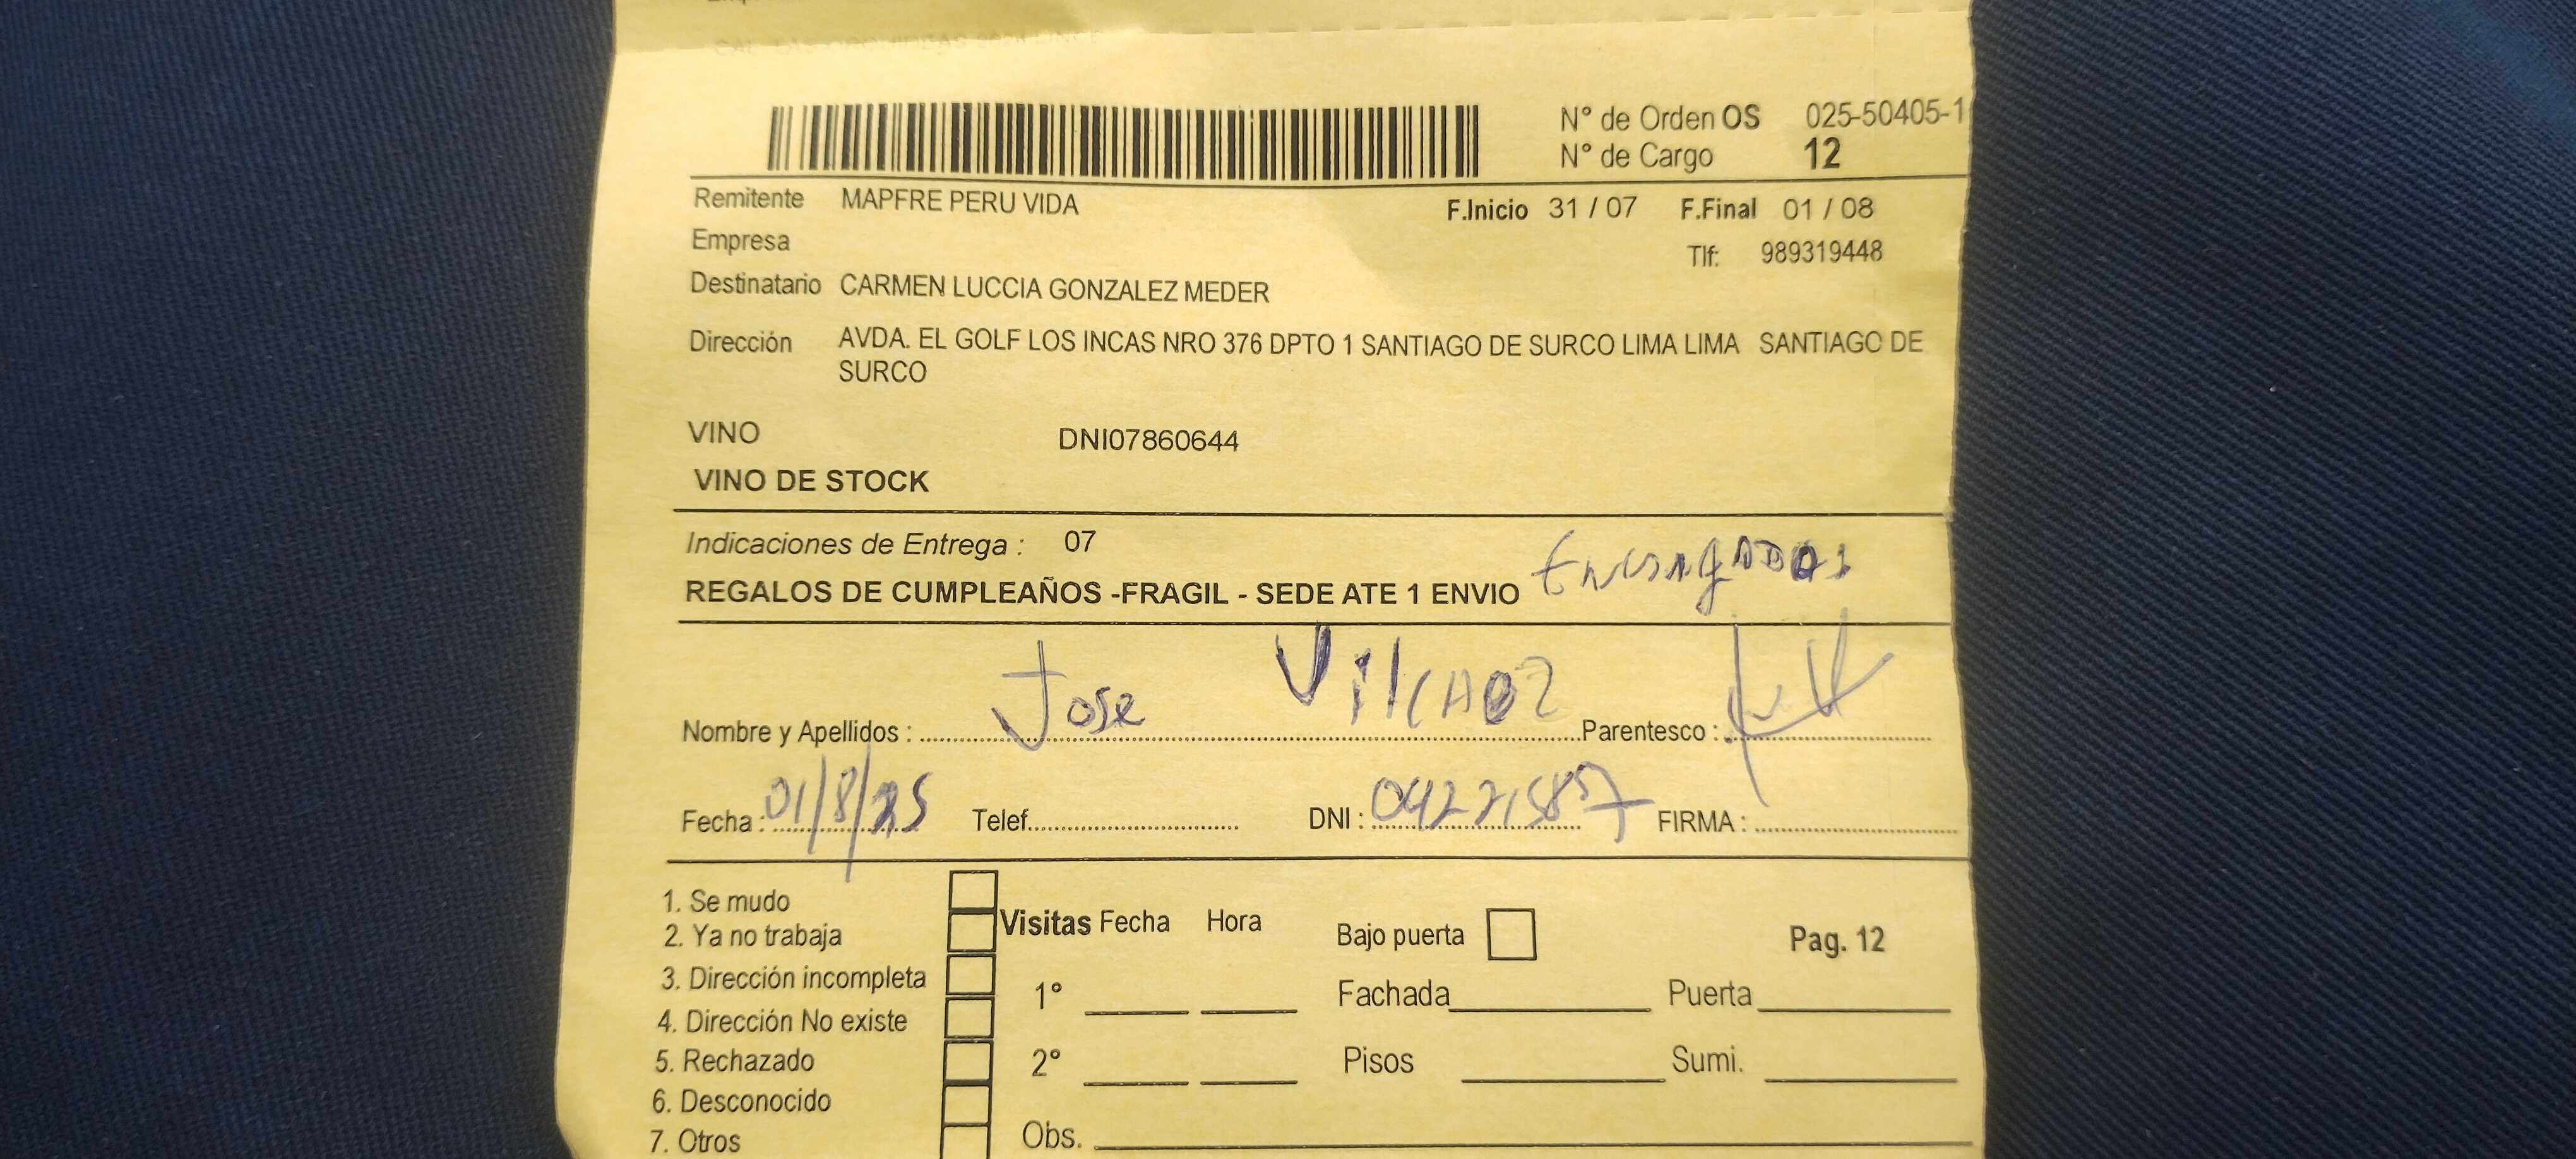 N° de Orden OS 025-50405-1
N° de Cargo 12
Remitente MAPFRE PERU VIDA F.Inicio 31 / 07 F.Final 01 / 08
Empresa Tlf: 989319448
Destinatario CARMEN LUCCIA GONZALEZ MEDER
Dirección AVDA. EL GOLF LOS INCAS NRO 376 DPTO 1 SANTIAGO DE SURCO LIMA LIMA SANTIAGO DE
SURCO
VINO DNI07860644
VINO DE STOCK
Indicaciones de Entrega : 07
REGALOS DE CUMPLEAÑOS -FRAGIL - SEDE ATE 1 ENVIO
Nombre y Apellidos : Jose Vilchez Parentesco :
Fecha : 01/8/25 Telef. DNI : 04221587 FIRMA :
1. Se mudo
2. Ya no trabaja Visitas Fecha Hora Bajo puerta Pag. 12
3. Dirección incompleta 1° Fachada Puerta
4. Dirección No existe
5. Rechazado 2° Pisos Sumi.
6. Desconocido
7. Otros Obs.